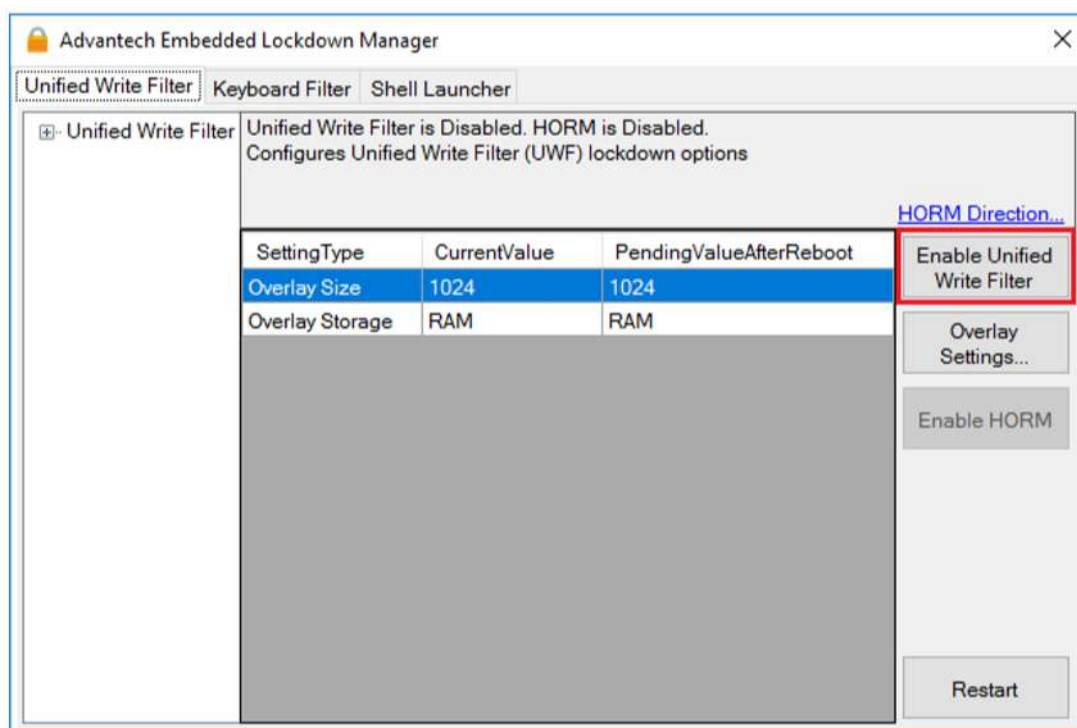 Advantech Embedded Lockdown Manager
Unified Write Filter Keyboard Filter Shell Launcher
Unified Write Filter
Unified Write Filter is Disabled. HORM is Disabled.
Configures Unified Write Filter (UWF) lockdown options
HORM Direction...
SettingType CurrentValue PendingValueAfterReboot
Overlay Size 1024 1024
Overlay Storage RAM RAM
Enable Unified
Write Filter
Overlay
Settings...
Enable HORM
Restart